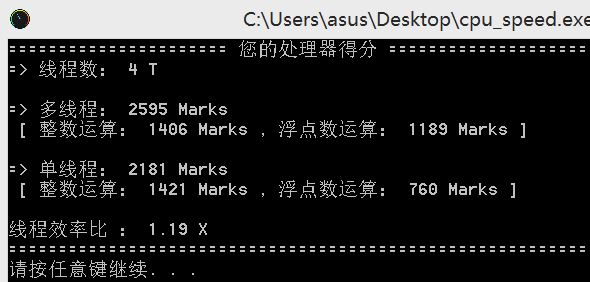 C:\Users\asus\Desktop\cpu_speed.exe
====================== 您的处理器得分 ====================
=> 线程数： 4 T
=> 多线程： 2595 Marks
[ 整数运算： 1406 Marks , 浮点数运算： 1189 Marks ]
=> 单线程： 2181 Marks
[ 整数运算： 1421 Marks , 浮点数运算： 760 Marks ]
线程效率比 ： 1.19 X
==========================================================
请按任意键继续. . .